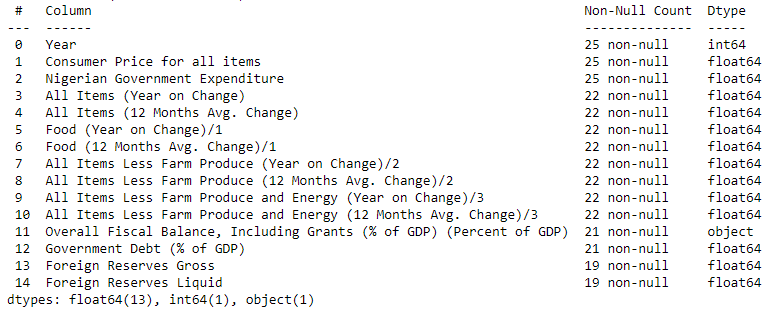 #   Column                                                                Non-Null Count  Dtype
---  ------                                                                --------------  -----
 0   Year                                                                  25 non-null     int64
 1   Consumer Price for all items                                          25 non-null     float64
 2   Nigerian Government Expenditure                                       25 non-null     float64
 3   All Items (Year on Change)                                            22 non-null     float64
 4   All Items (12 Months Avg. Change)                                     22 non-null     float64
 5   Food (Year on Change)/1                                               22 non-null     float64
 6   Food (12 Months Avg. Change)/1                                        22 non-null     float64
 7   All Items Less Farm Produce (Year on Change)/2                        22 non-null     float64
 8   All Items Less Farm Produce (12 Months Avg. Change)/2                 22 non-null     float64
 9   All Items Less Farm Produce and Energy (Year on Change)/3             22 non-null     float64
 10  All Items Less Farm Produce and Energy (12 Months Avg. Change)/3      22 non-null     float64
 11  Overall Fiscal Balance, Including Grants (% of GDP) (Percent of GDP)  21 non-null     object
 12  Government Debt (% of GDP)                                            21 non-null     float64
 13  Foreign Reserves Gross                                                19 non-null     float64
 14  Foreign Reserves Liquid                                               19 non-null     float64
dtypes: float64(13), int64(1), object(1)